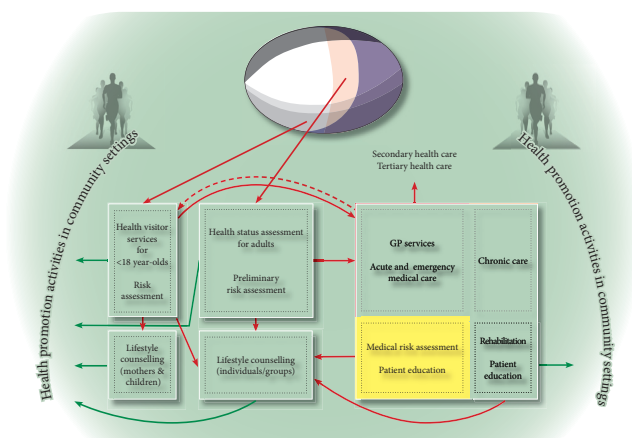 Health promotion activities in community settings
Health promotion activities in community settings
Secondary health care
Tertiary health care
Health visitor
services
for
<18 year-olds
Risk
assessment
Health status assessment
for adults
Preliminary
risk assessment
GP services
Acute and emergency
medical care
Chronic care
Lifestyle
counselling
(mothers &
children)
Lifestyle counselling
(individuals/groups)
Medical risk assessment
Patient education
Rehabilitation
Patient
education